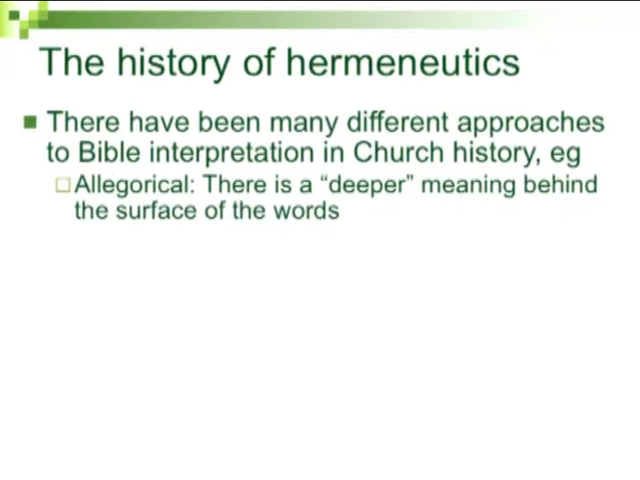 The history of hermeneutics
There have been many different approaches
to Bible interpretation in Church history, eg
Allegorical: There is a “deeper” meaning behind
the surface of the words